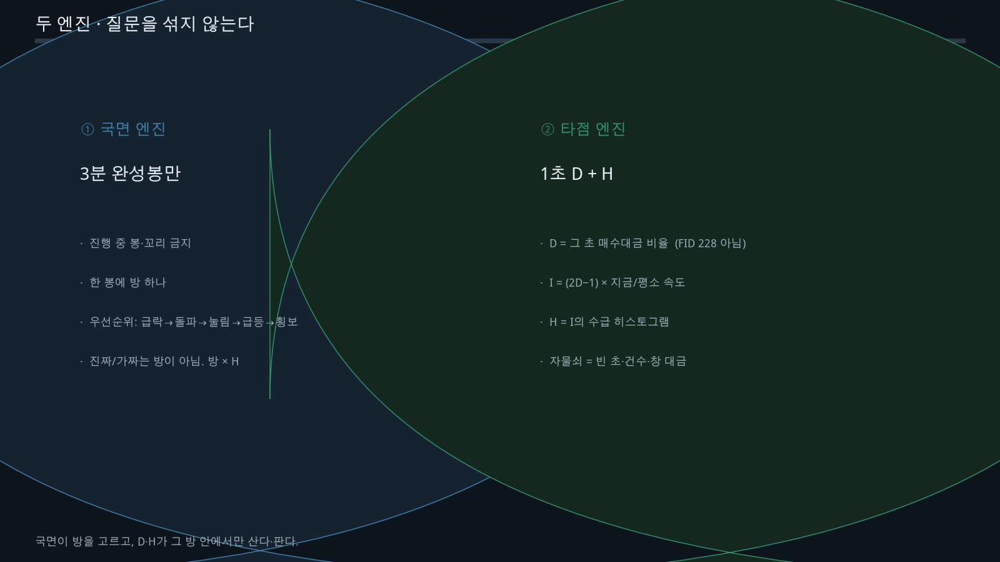 두 엔진 · 질문을 섞지 않는다
① 국면 엔진
3분 완성봉만
· 진행 중 봉·꼬리 금지
· 한 봉에 방 하나
· 우선순위: 급락→돌파→눌림→급등→횡보
· 진짜/가짜는 방이 아님. 방 × H
② 타점 엔진
1초 D + H
· D = 그 초 매수대금 비율 (FID 228 아님)
· I = (2D−1) × 지금/평소 속도
· H = I의 수급 히스토그램
· 자물쇠 = 빈 초·건수·창 대금
국면이 방을 고르고, D·H가 그 방 안에서만 산다·판다.